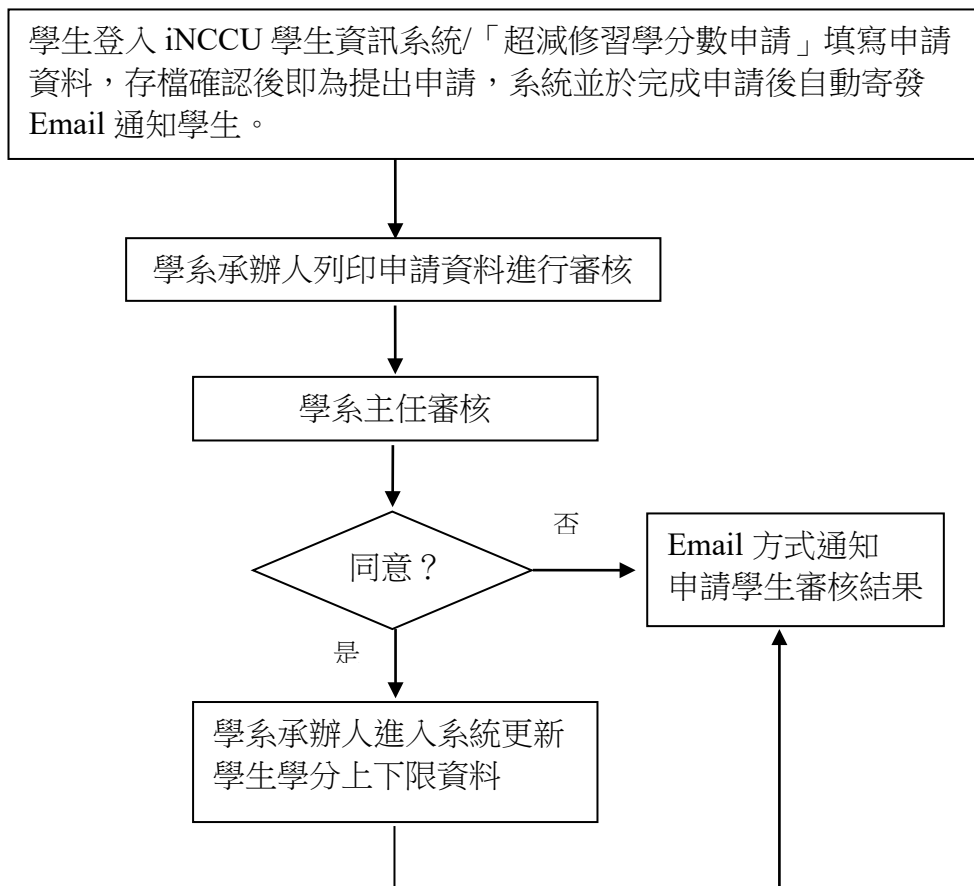 學生登入 iNCCU 學生資訊系統/「超減修習學分數申請」填寫申請
資料，存檔確認後即為提出申請，系統並於完成申請後自動寄發
Email 通知學生。
學系承辦人列印申請資料進行審核
學系主任審核
同意？
否
Email 方式通知
申請學生審核結果
是
學系承辦人進入系統更新
學生學分上下限資料